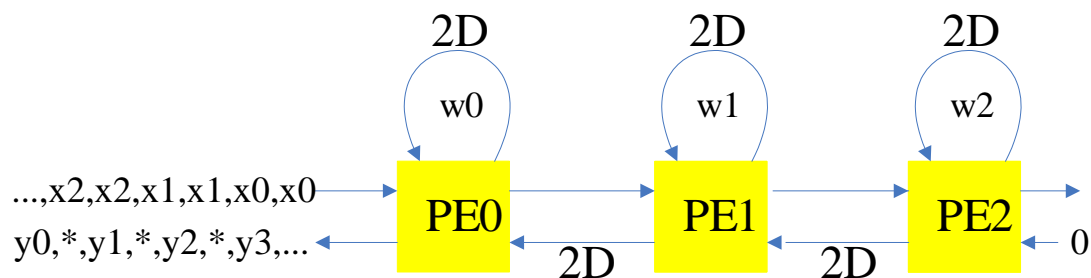 2D 2D 2D
w0 w1 w2
...,x2,x2,x1,x1,x0,x0
PE0 PE1 PE2
y0,*,y1,*,y2,*,y3,... 0
2D 2D